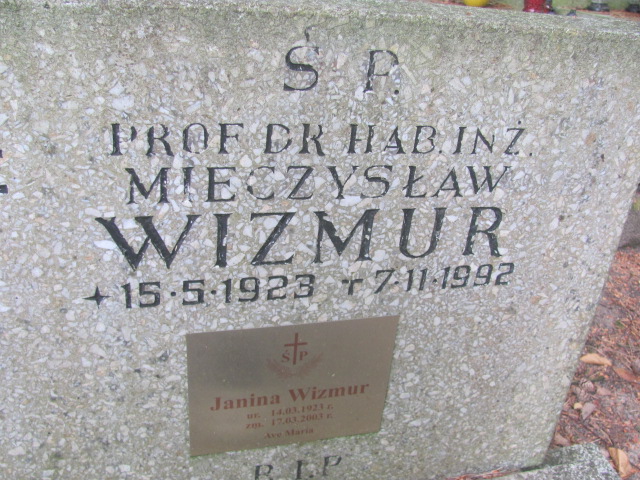 Ś P.
PROF DR HAB. INŻ.
MIECZYSŁAW
WIZMUR
15.5.1923 7.11.1992
Ś P
Janina Wizmur
ur. 14.03.1923 r.
zm. 17.03.2003 r.
Ave Maria
R.I.P